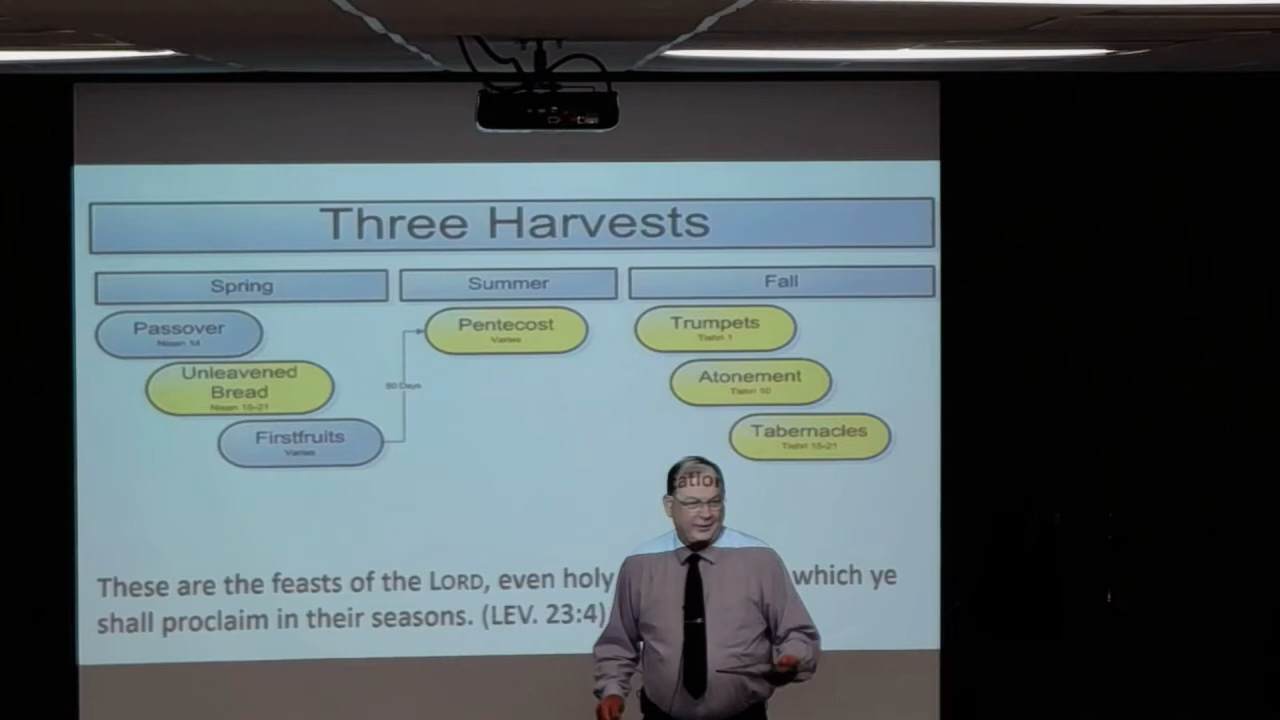 Three Harvests
Spring
Summer
Fall
Passover
Nisan 14
Unleavened
Bread
Nisan 15-21
Firstfruits
Varies
Pentecost
Varies
Trumpets
Tishri 1
Atonement
Tishri 10
Tabernacles
Tishri 15-21
These are the feasts of the LORD, even holy which ye
shall proclaim in their seasons. (LEV. 23:4)